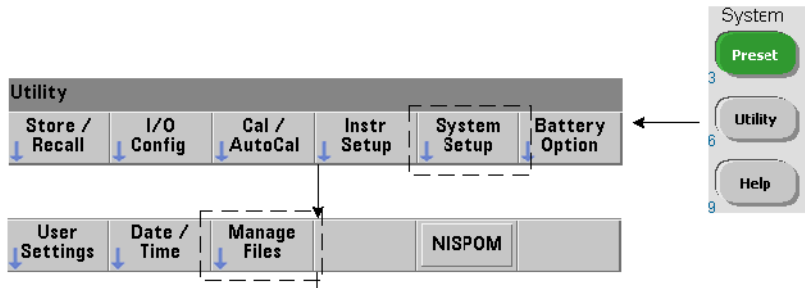 System
Preset
3
Utility
Store / Recall
I/O Config
Cal / AutoCal
Instr Setup
System Setup
Battery Option
Utility
6
Help
9
User Settings
Date / Time
Manage Files
NISPOM